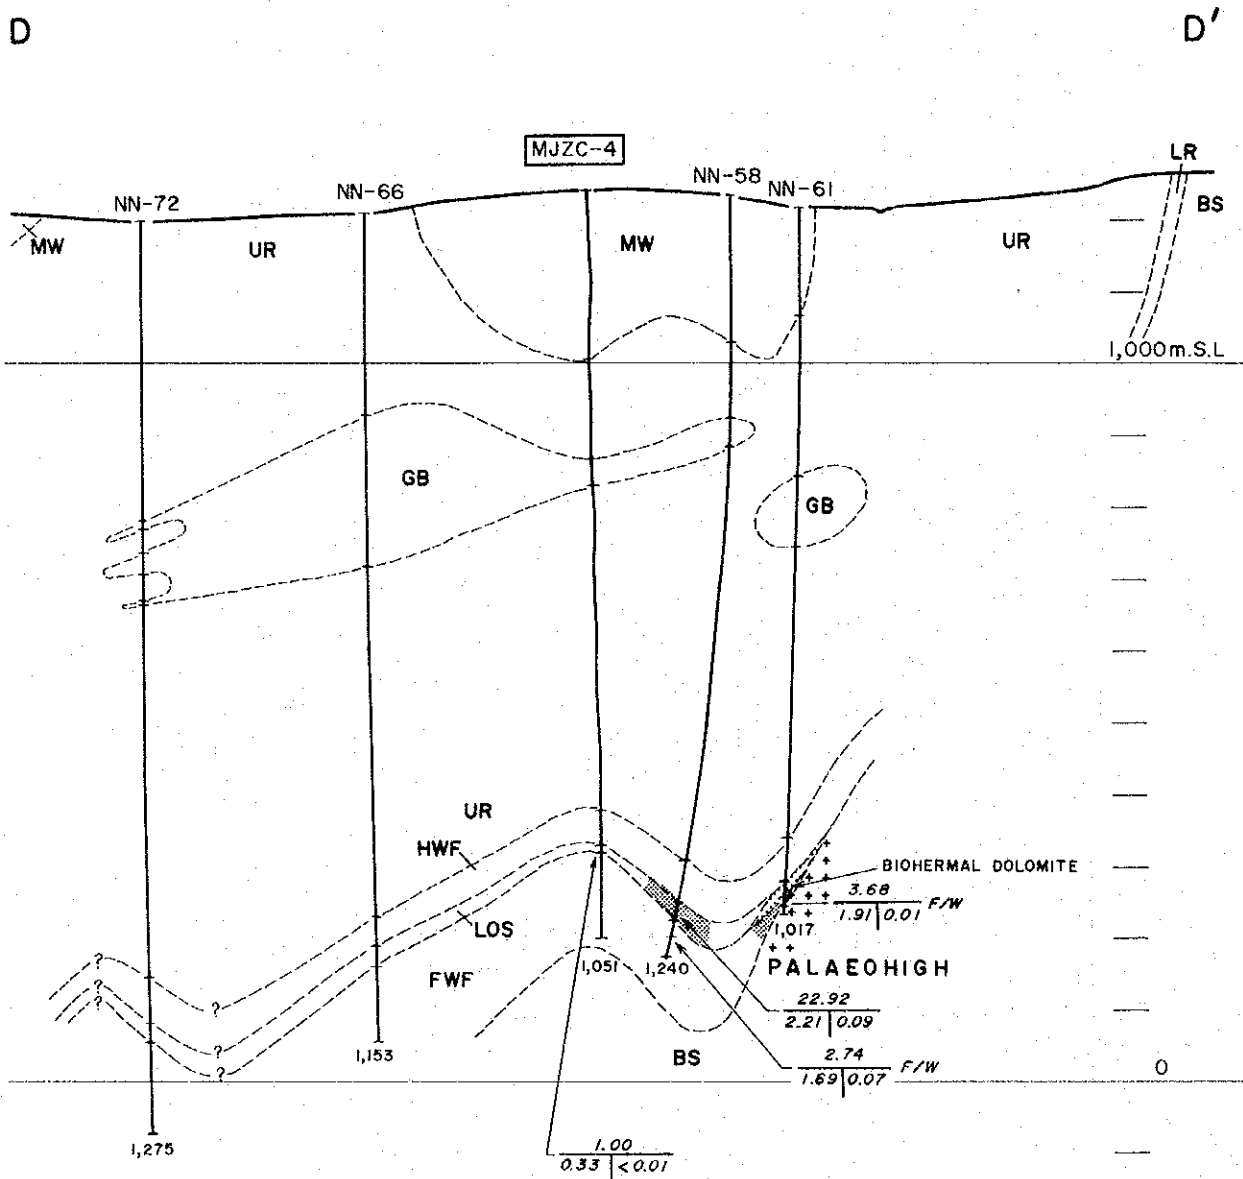 D D'
MJZC-4
LR
NN-72 NN-66 NN-58 NN-61
BS
MW UR MW UR
1,000m.S.L
GB
GB
UR
HWF
BIOHERMAL DOLOMITE
3.68
1.91 | 0.01 F/W
LOS
1,017
1,051 1,240 PALAEOHIGH
? ? ? FWF
22.92
2.21 | 0.09
? ? ?
1,153 BS
2.74
1.69 | 0.07 F/W
0
1,275
1.00
0.33 | <0.01